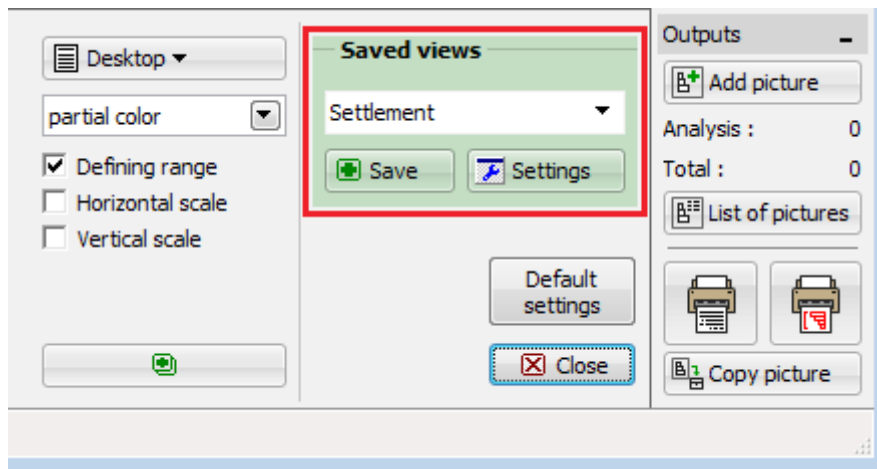 Desktop
partial color
Defining range
Horizontal scale
Vertical scale
Saved views
Settlement
Save
Settings
Default
settings
Close
Outputs
Add picture
Analysis : 0
Total : 0
List of pictures
Copy picture